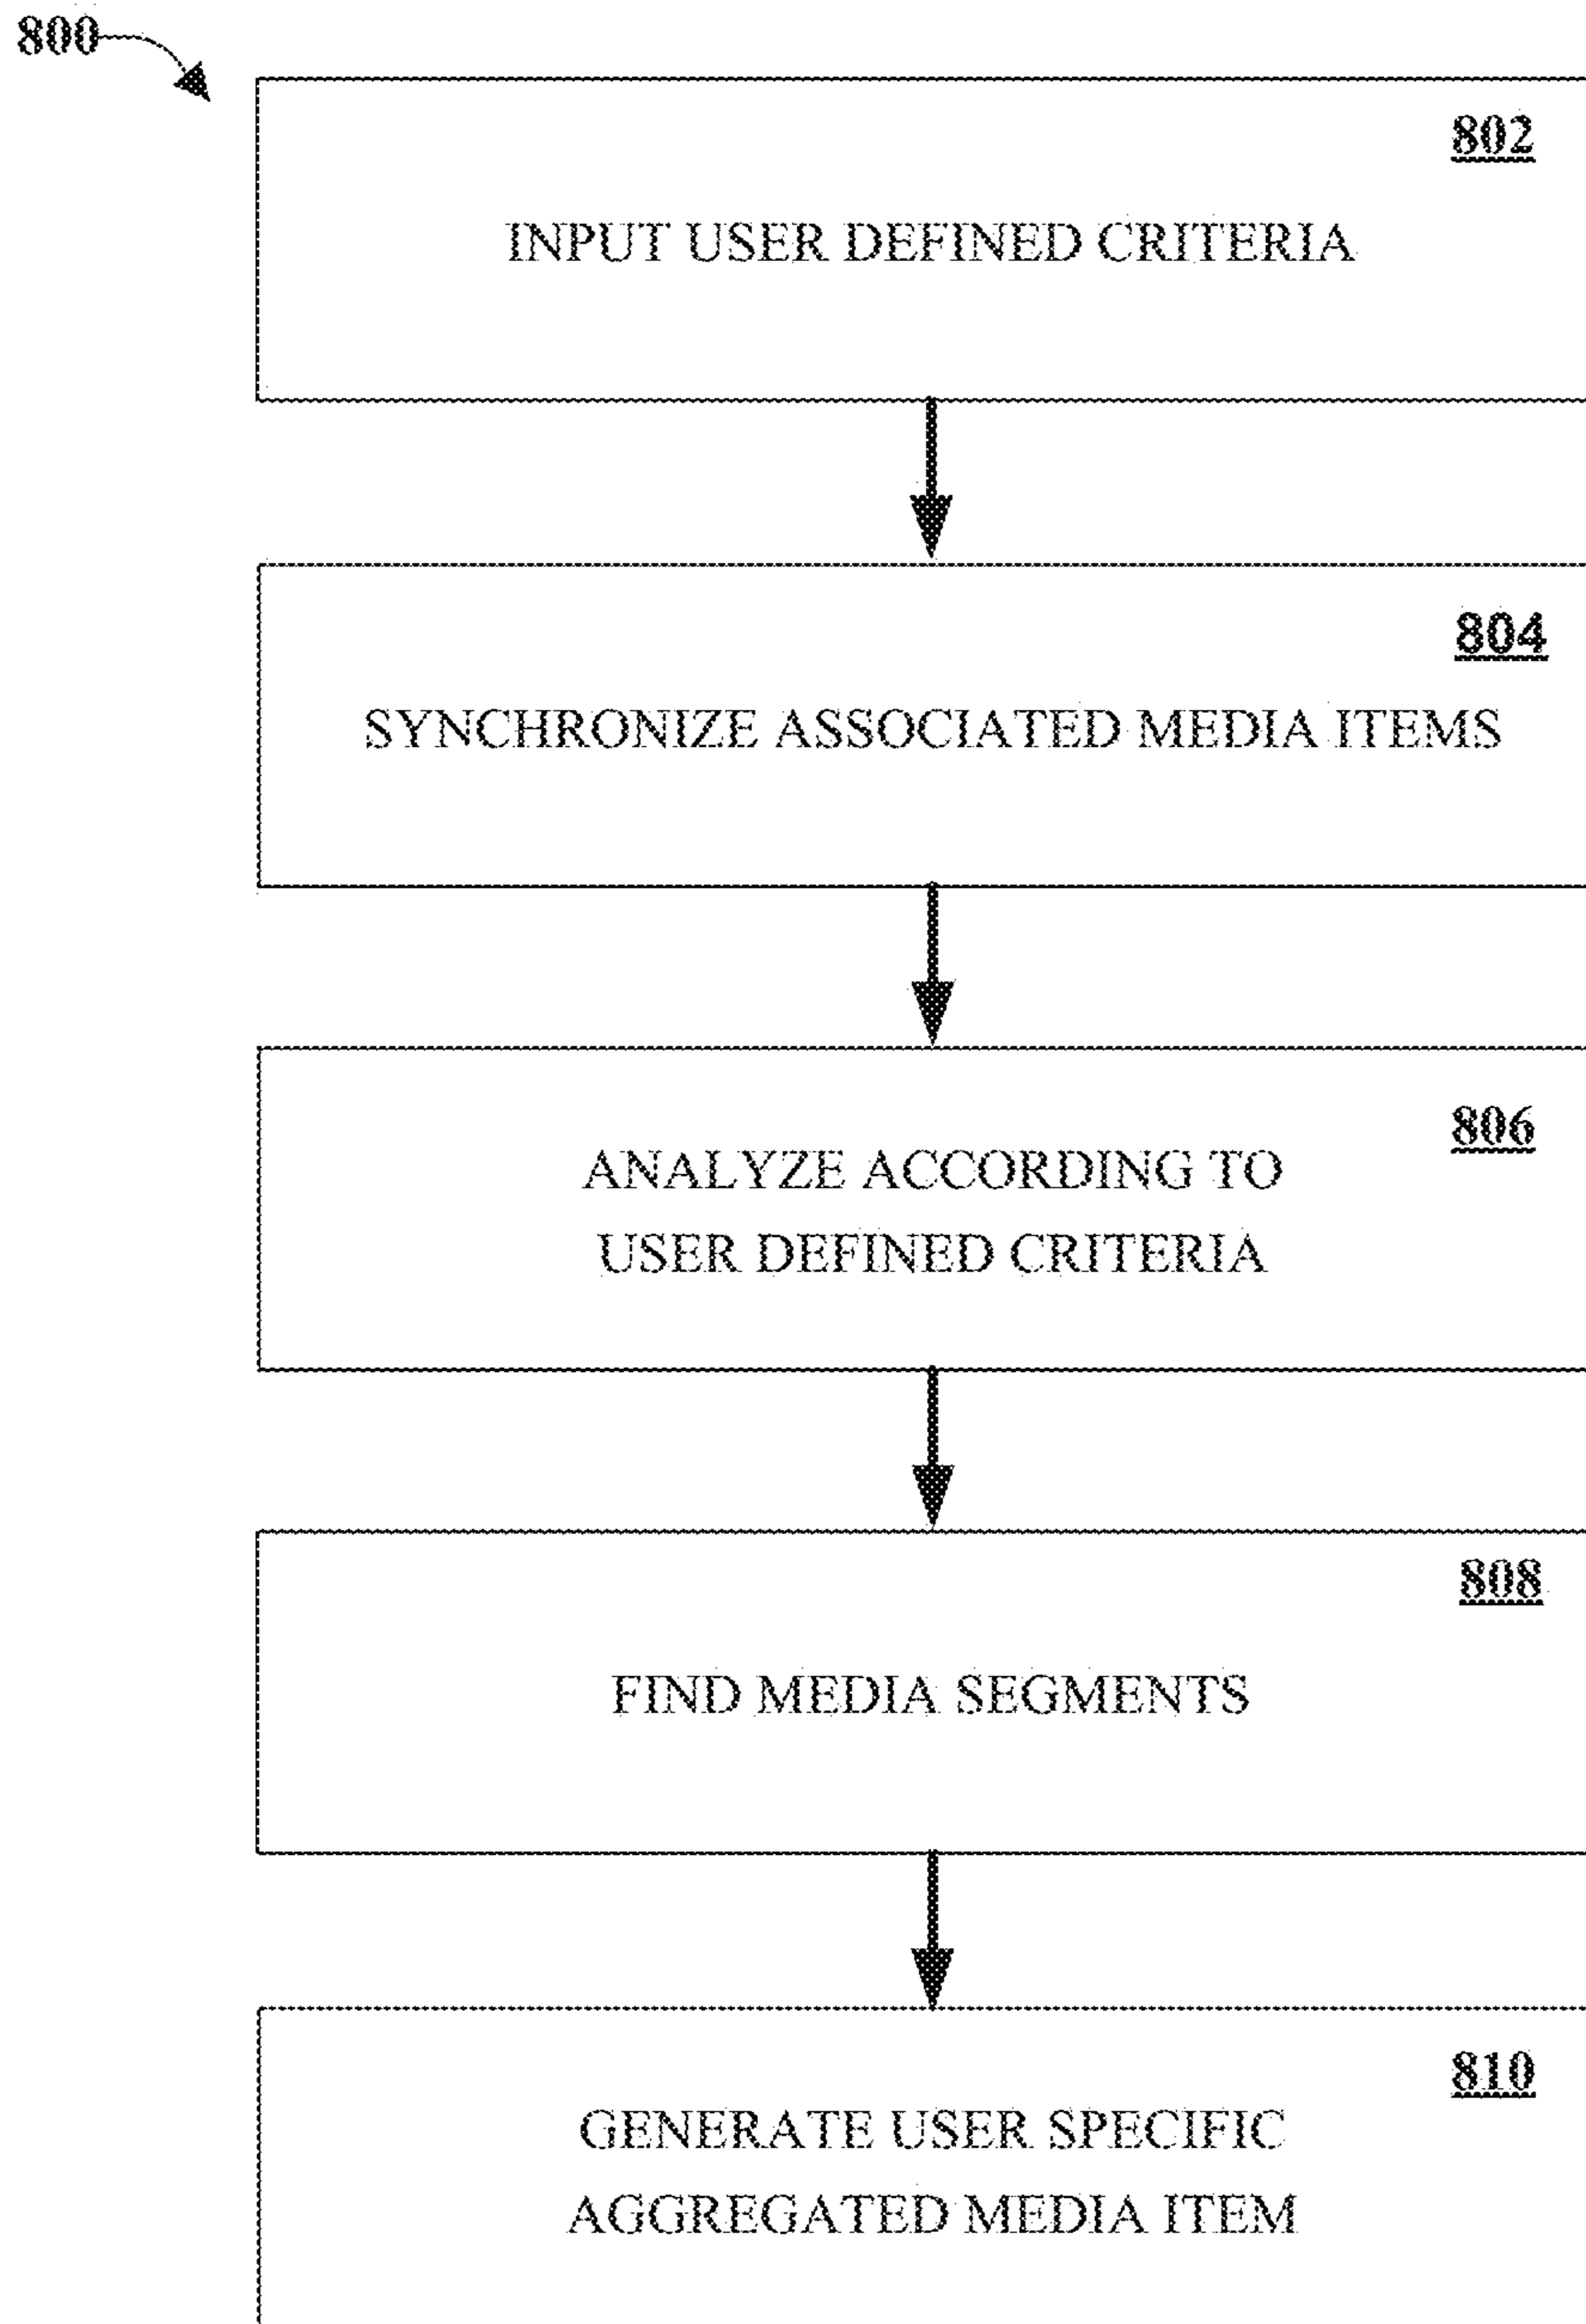 800
802
INPUT USER DEFINED CRITERIA
804
SYNCHRONIZE ASSOCIATED MEDIA ITEMS
806
ANALYZE ACCORDING TO
USER DEFINED CRITERIA
808
FIND MEDIA SEGMENTS
810
GENERATE USER SPECIFIC
AGGREGATED MEDIA ITEM